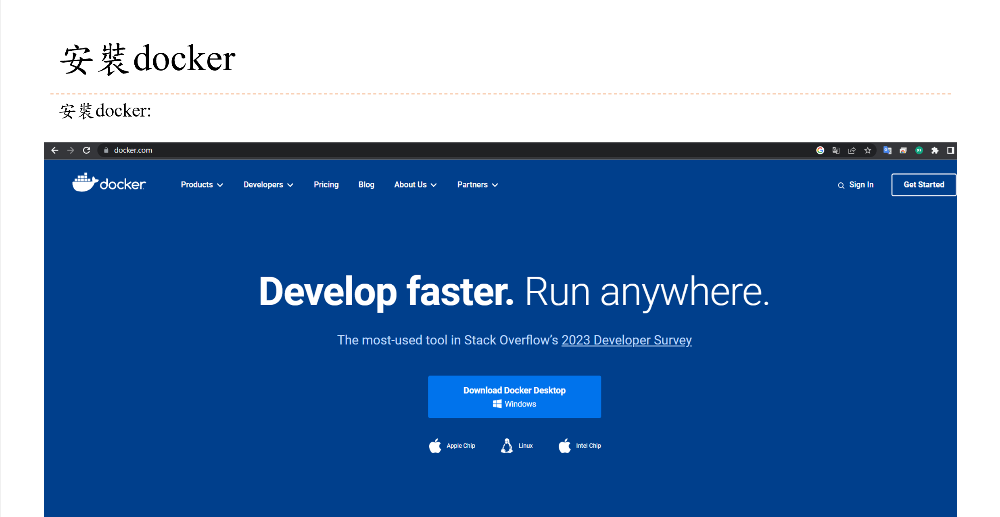 安裝docker
安裝docker:
docker.com
docker Products Developers Pricing Blog About Us Partners Sign In Get Started
Develop faster. Run anywhere.
The most-used tool in Stack Overflow’s 2023 Developer Survey
Download Docker Desktop
Windows
Apple Chip Linux Intel Chip